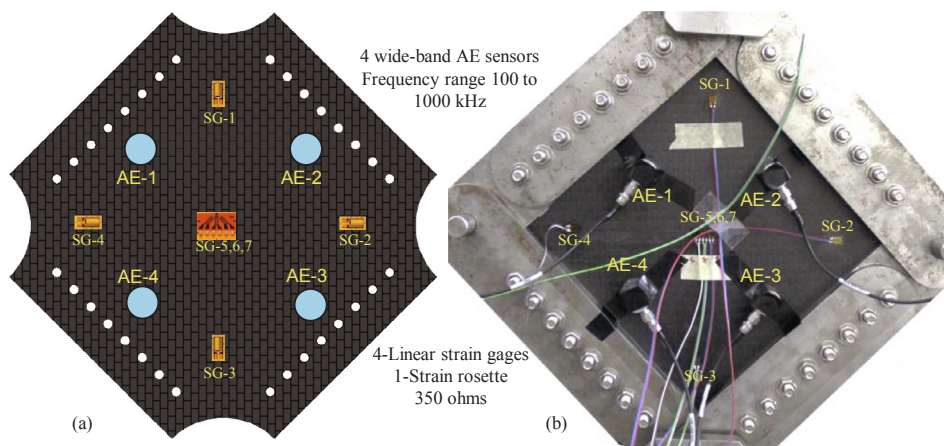 4 wide-band AE sensors
Frequency range 100 to
1000 kHz
SG-1
AE-1
AE-2
SG-4
SG-5,6,7
SG-2
AE-4
AE-3
SG-3
(a)
4-Linear strain gages
1-Strain rosette
350 ohms
SG-1
AE-1
AE-2
SG-5,6,7
SG-4
SG-2
AE-4
AE-3
SG-3
(b)